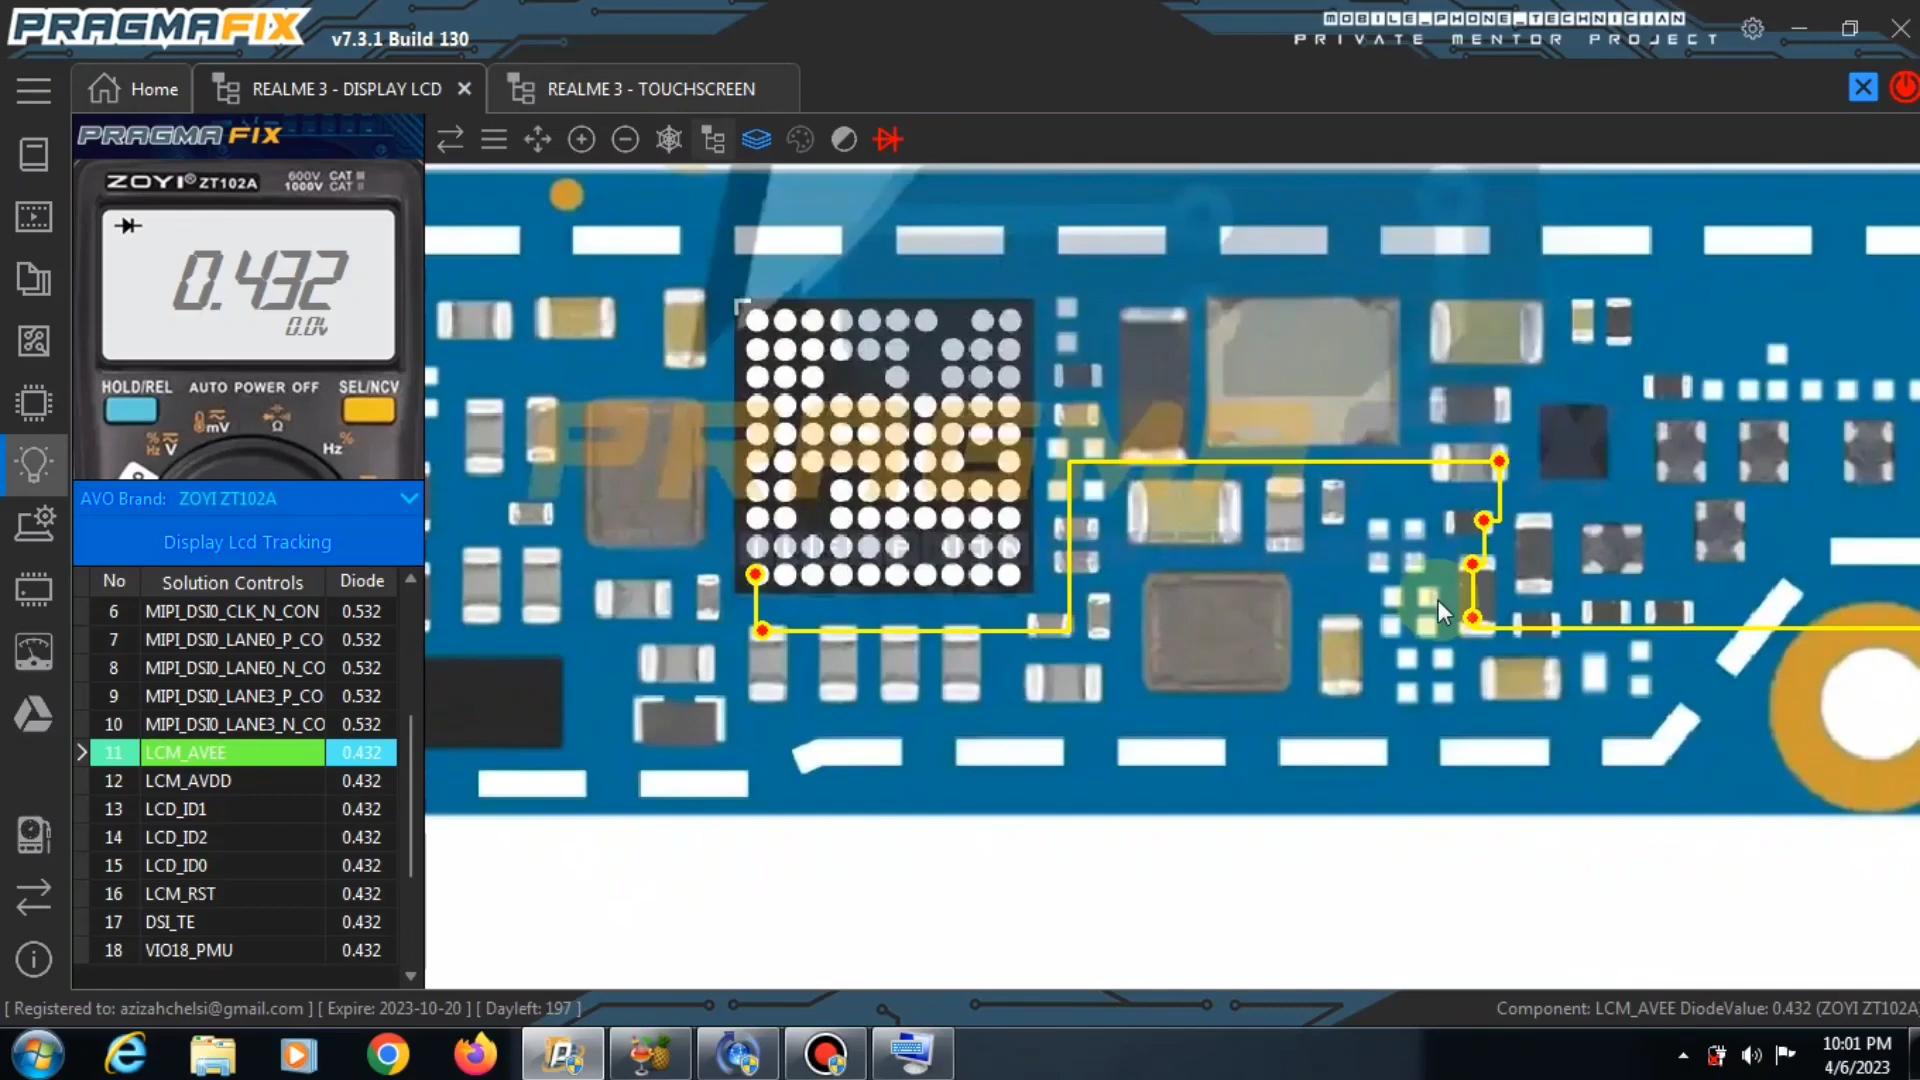 PRAGMAFIX v7.3.1 Build 130
MOBILE_PHONE_TECHNICIAN
PRIVATE MENTOR PROJECT
Home
REALME 3 - DISPLAY LCD
REALME 3 - TOUCHSCREEN
PRAGMA FIX
ZOYI® ZT102A 600V CAT III
1000V CAT II
0.432
0.0V
HOLD/REL AUTO POWER OFF SEL/NCV
mV Ω
% Hz V Hz %
AVO Brand: ZOYI ZT102A
Display Lcd Tracking
No Solution Controls Diode
6 MIPI_DSI0_CLK_N_CON 0.532
7 MIPI_DSI0_LANE0_P_CO 0.532
8 MIPI_DSI0_LANE0_N_CO 0.532
9 MIPI_DSI0_LANE3_P_CO 0.532
10 MIPI_DSI0_LANE3_N_CO 0.532
11 LCM_AVEE 0.432
12 LCM_AVDD 0.432
13 LCD_ID1 0.432
14 LCD_ID2 0.432
15 LCD_ID0 0.432
16 LCM_RST 0.432
17 DSI_TE 0.432
18 VIO18_PMU 0.432
PRAGMA
[ Registered to: azizahchelsi@gmail.com ] [ Expire: 2023-10-20 ] [ Dayleft: 197 ]
Component: LCM_AVEE DiodeValue: 0.432 (ZOYI ZT102A)
10:01 PM
4/6/2023